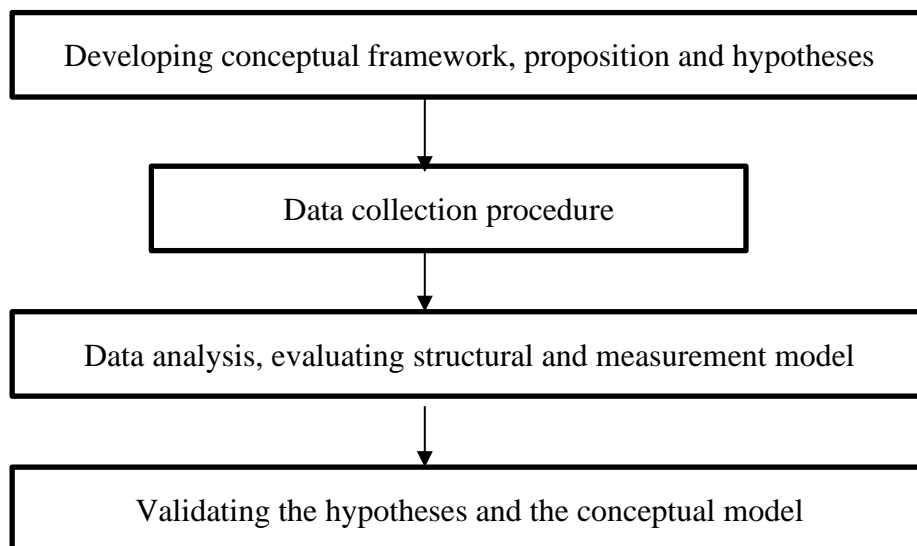 Developing conceptual framework, proposition and hypotheses
Data collection procedure
Data analysis, evaluating structural and measurement model
Validating the hypotheses and the conceptual model